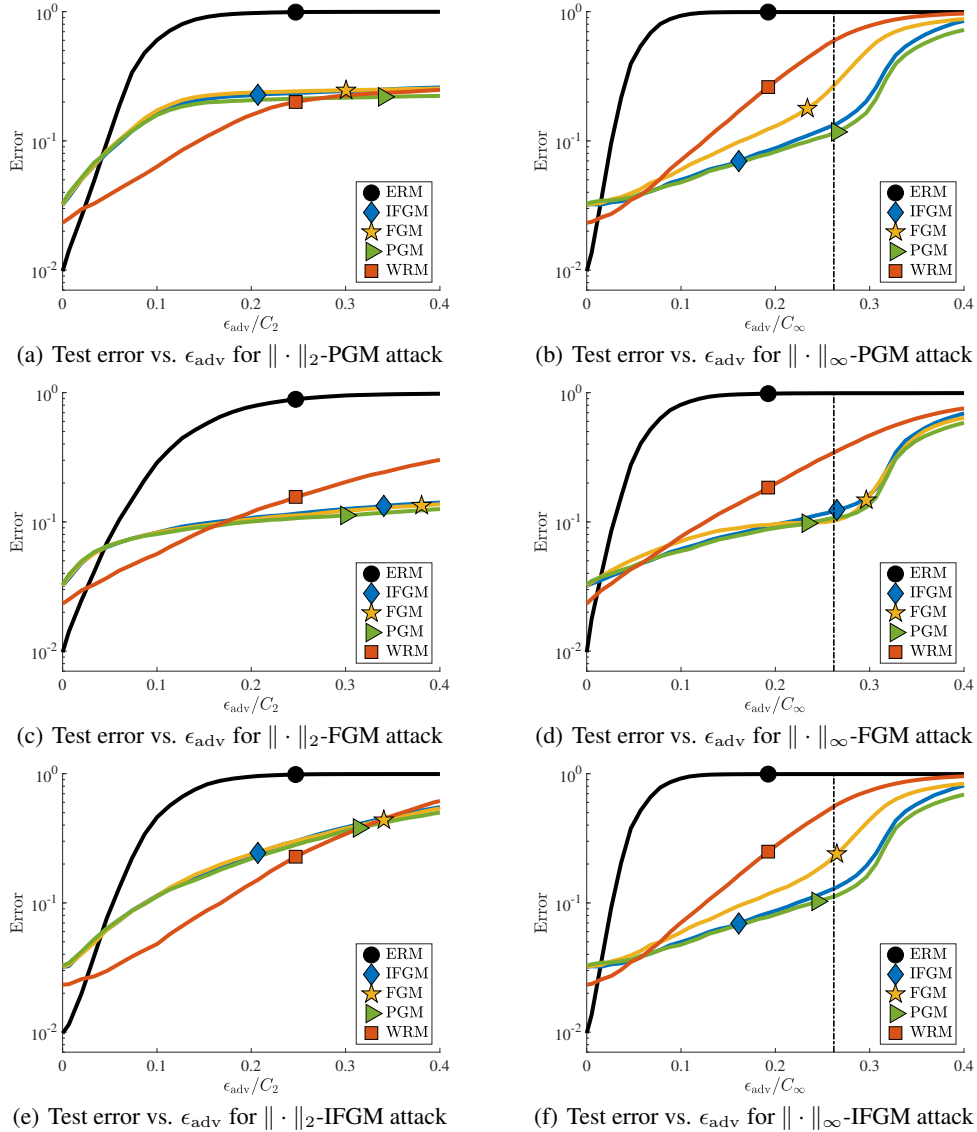 10^0
10^{-1}
10^{-2}
Error
ERM
IFGM
FGM
PGM
WRM
0 0.1 0.2 0.3 0.4
ϵ_adv/C_2
(a) Test error vs. ϵ_adv for ‖ · ‖_2-PGM attack
10^0
10^{-1}
10^{-2}
Error
ERM
IFGM
FGM
PGM
WRM
0 0.1 0.2 0.3 0.4
ϵ_adv/C_∞
(b) Test error vs. ϵ_adv for ‖ · ‖_∞-PGM attack
10^0
10^{-1}
10^{-2}
Error
ERM
IFGM
FGM
PGM
WRM
0 0.1 0.2 0.3 0.4
ϵ_adv/C_2
(c) Test error vs. ϵ_adv for ‖ · ‖_2-FGM attack
10^0
10^{-1}
10^{-2}
Error
ERM
IFGM
FGM
PGM
WRM
0 0.1 0.2 0.3 0.4
ϵ_adv/C_∞
(d) Test error vs. ϵ_adv for ‖ · ‖_∞-FGM attack
10^0
10^{-1}
10^{-2}
Error
ERM
IFGM
FGM
PGM
WRM
0 0.1 0.2 0.3 0.4
ϵ_adv/C_2
(e) Test error vs. ϵ_adv for ‖ · ‖_2-IFGM attack
10^0
10^{-1}
10^{-2}
Error
ERM
IFGM
FGM
PGM
WRM
0 0.1 0.2 0.3 0.4
ϵ_adv/C_∞
(f) Test error vs. ϵ_adv for ‖ · ‖_∞-IFGM attack